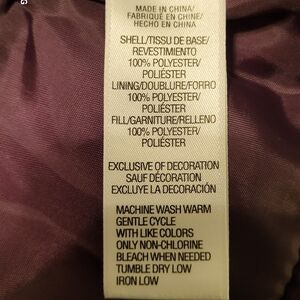 MADE IN CHINA/
FABRIQUÉ EN CHINE/
HECHO EN CHINA
SHELL/TISSU DE BASE/
REVESTIMIENTO
100% POLYESTER/
POLIÉSTER
LINING/DOUBLURE/FORRO
100% POLYESTER/
POLIÉSTER
FILL/GARNITURE/RELLENO
100% POLYESTER/
POLIÉSTER
EXCLUSIVE OF DECORATION
SAUF DÉCORATION
EXCLUYE LA DECORACIÓN
MACHINE WASH WARM
GENTLE CYCLE
WITH LIKE COLORS
ONLY NON-CHLORINE
BLEACH WHEN NEEDED
TUMBLE DRY LOW
IRON LOW